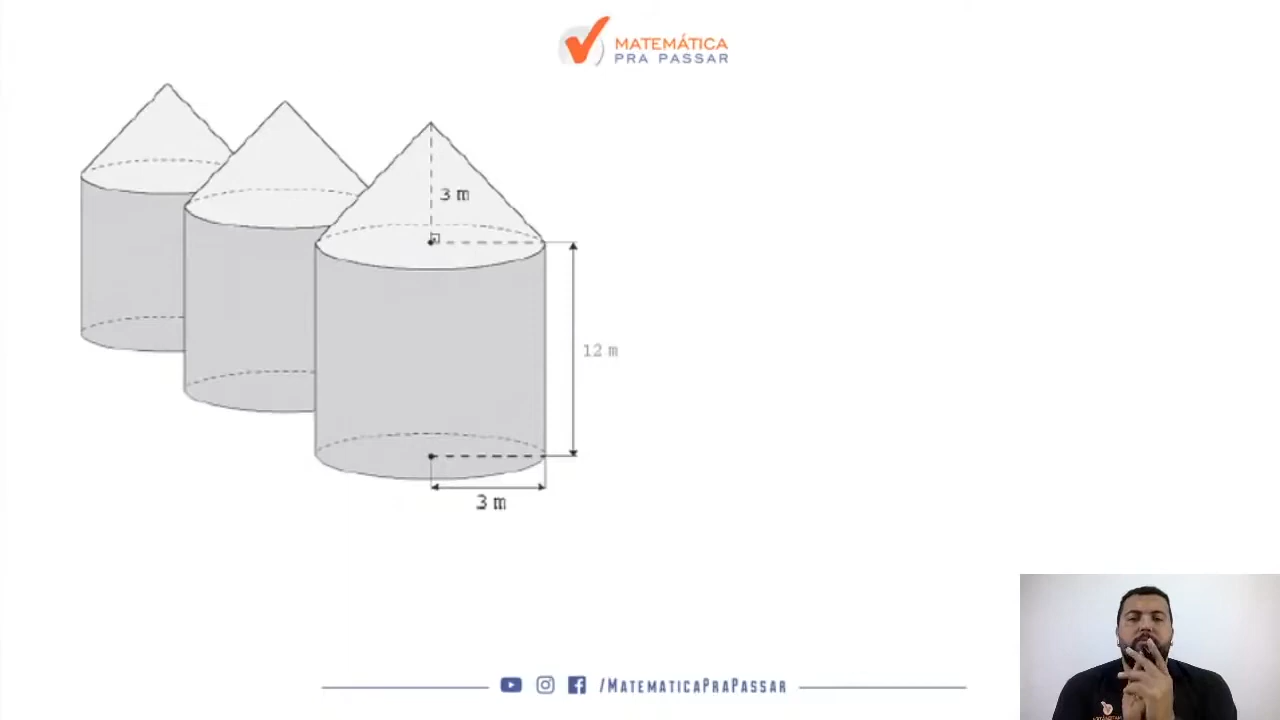 MATEMÁTICA
PRA PASSAR
3 m
12 m
3 m
/MATEMATICAPRAPASSAR